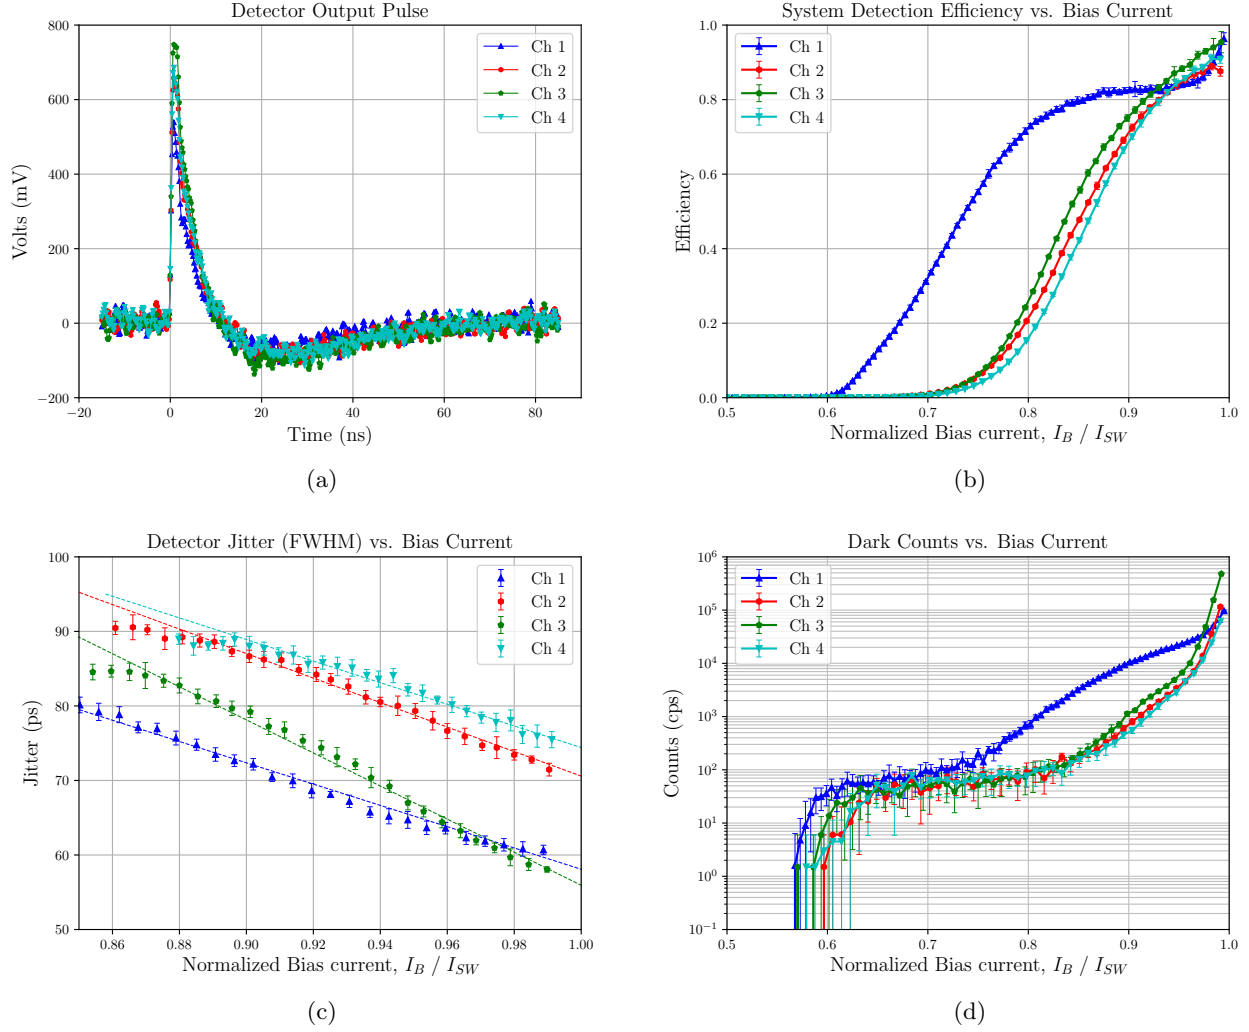 Detector Output Pulse
800
600
400
200
0
−200
−20
0
20
40
60
80
Volts (mV)
Time (ns)
Ch 1
Ch 2
Ch 3
Ch 4
(a)
System Detection Efficiency vs. Bias Current
1.0
0.8
0.6
0.4
0.2
0.0
0.5
0.6
0.7
0.8
0.9
1.0
Efficiency
Normalized Bias current, I_B / I_SW
Ch 1
Ch 2
Ch 3
Ch 4
(b)
Detector Jitter (FWHM) vs. Bias Current
100
90
80
70
60
50
0.86
0.88
0.90
0.92
0.94
0.96
0.98
1.00
Jitter (ps)
Normalized Bias current, I_B / I_SW
Ch 1
Ch 2
Ch 3
Ch 4
(c)
Dark Counts vs. Bias Current
10^6
10^5
10^4
10^3
10^2
10^1
10^0
10^−1
0.5
0.6
0.7
0.8
0.9
1.0
Counts (cps)
Normalized Bias current, I_B / I_SW
Ch 1
Ch 2
Ch 3
Ch 4
(d)